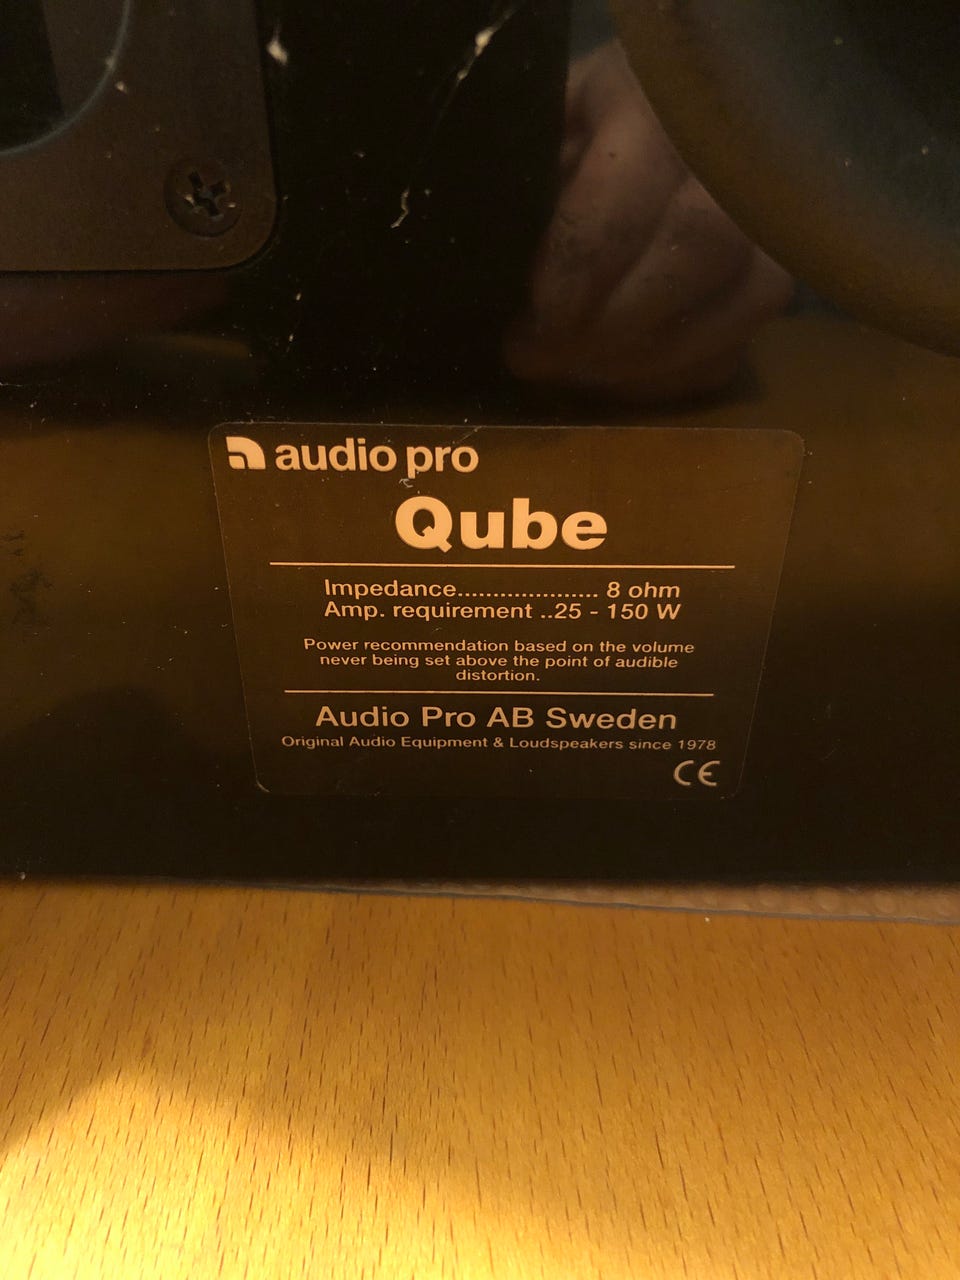 audio pro
Qube
Impedance.................... 8 ohm
Amp. requirement ..25 - 150 W
Power recommendation based on the volume
never being set above the point of audible
distortion.
Audio Pro AB Sweden
Original Audio Equipment & Loudspeakers since 1978
CE